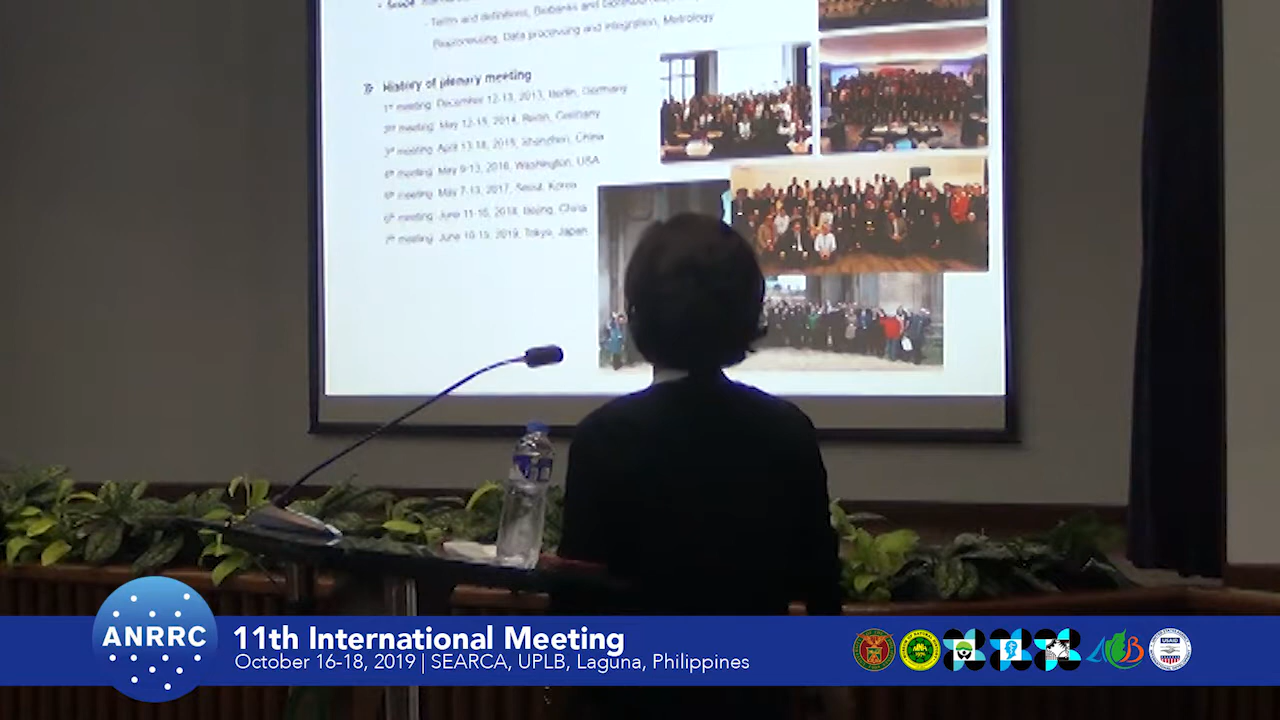 - Terms and definitions, Biobanks and Bioresources,
Bioprocessing, Data processing and integration, Metrology
History of plenary meeting
1st meeting: December 12-13, 2013, Berlin, Germany
2nd meeting: May 12-15, 2014, Berlin, Germany
3rd meeting: April 13-18, 2015, Shenzhen, China
4th meeting: May 9-13, 2016, Washington, USA
5th meeting: May 7-13, 2017, Seoul, Korea
6th meeting: June 11-16, 2018, Beijing, China
7th meeting: June 10-15, 2019, Tokyo, Japan
ANRRC
11th International Meeting
October 16-18, 2019 | SEARCA, UPLB, Laguna, Philippines
USAID